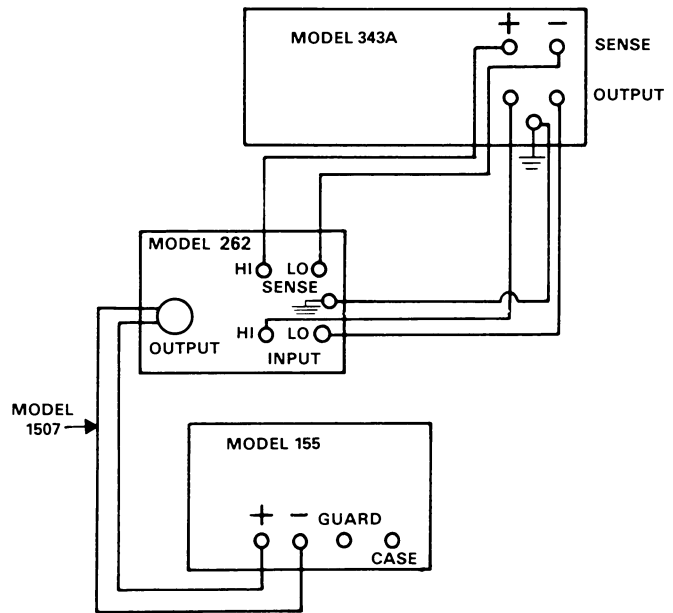 MODEL 343A
+ −
SENSE
OUTPUT
MODEL 262
HI LO
SENSE
HI LO
INPUT
OUTPUT
MODEL
1507
MODEL 155
+ − GUARD
CASE